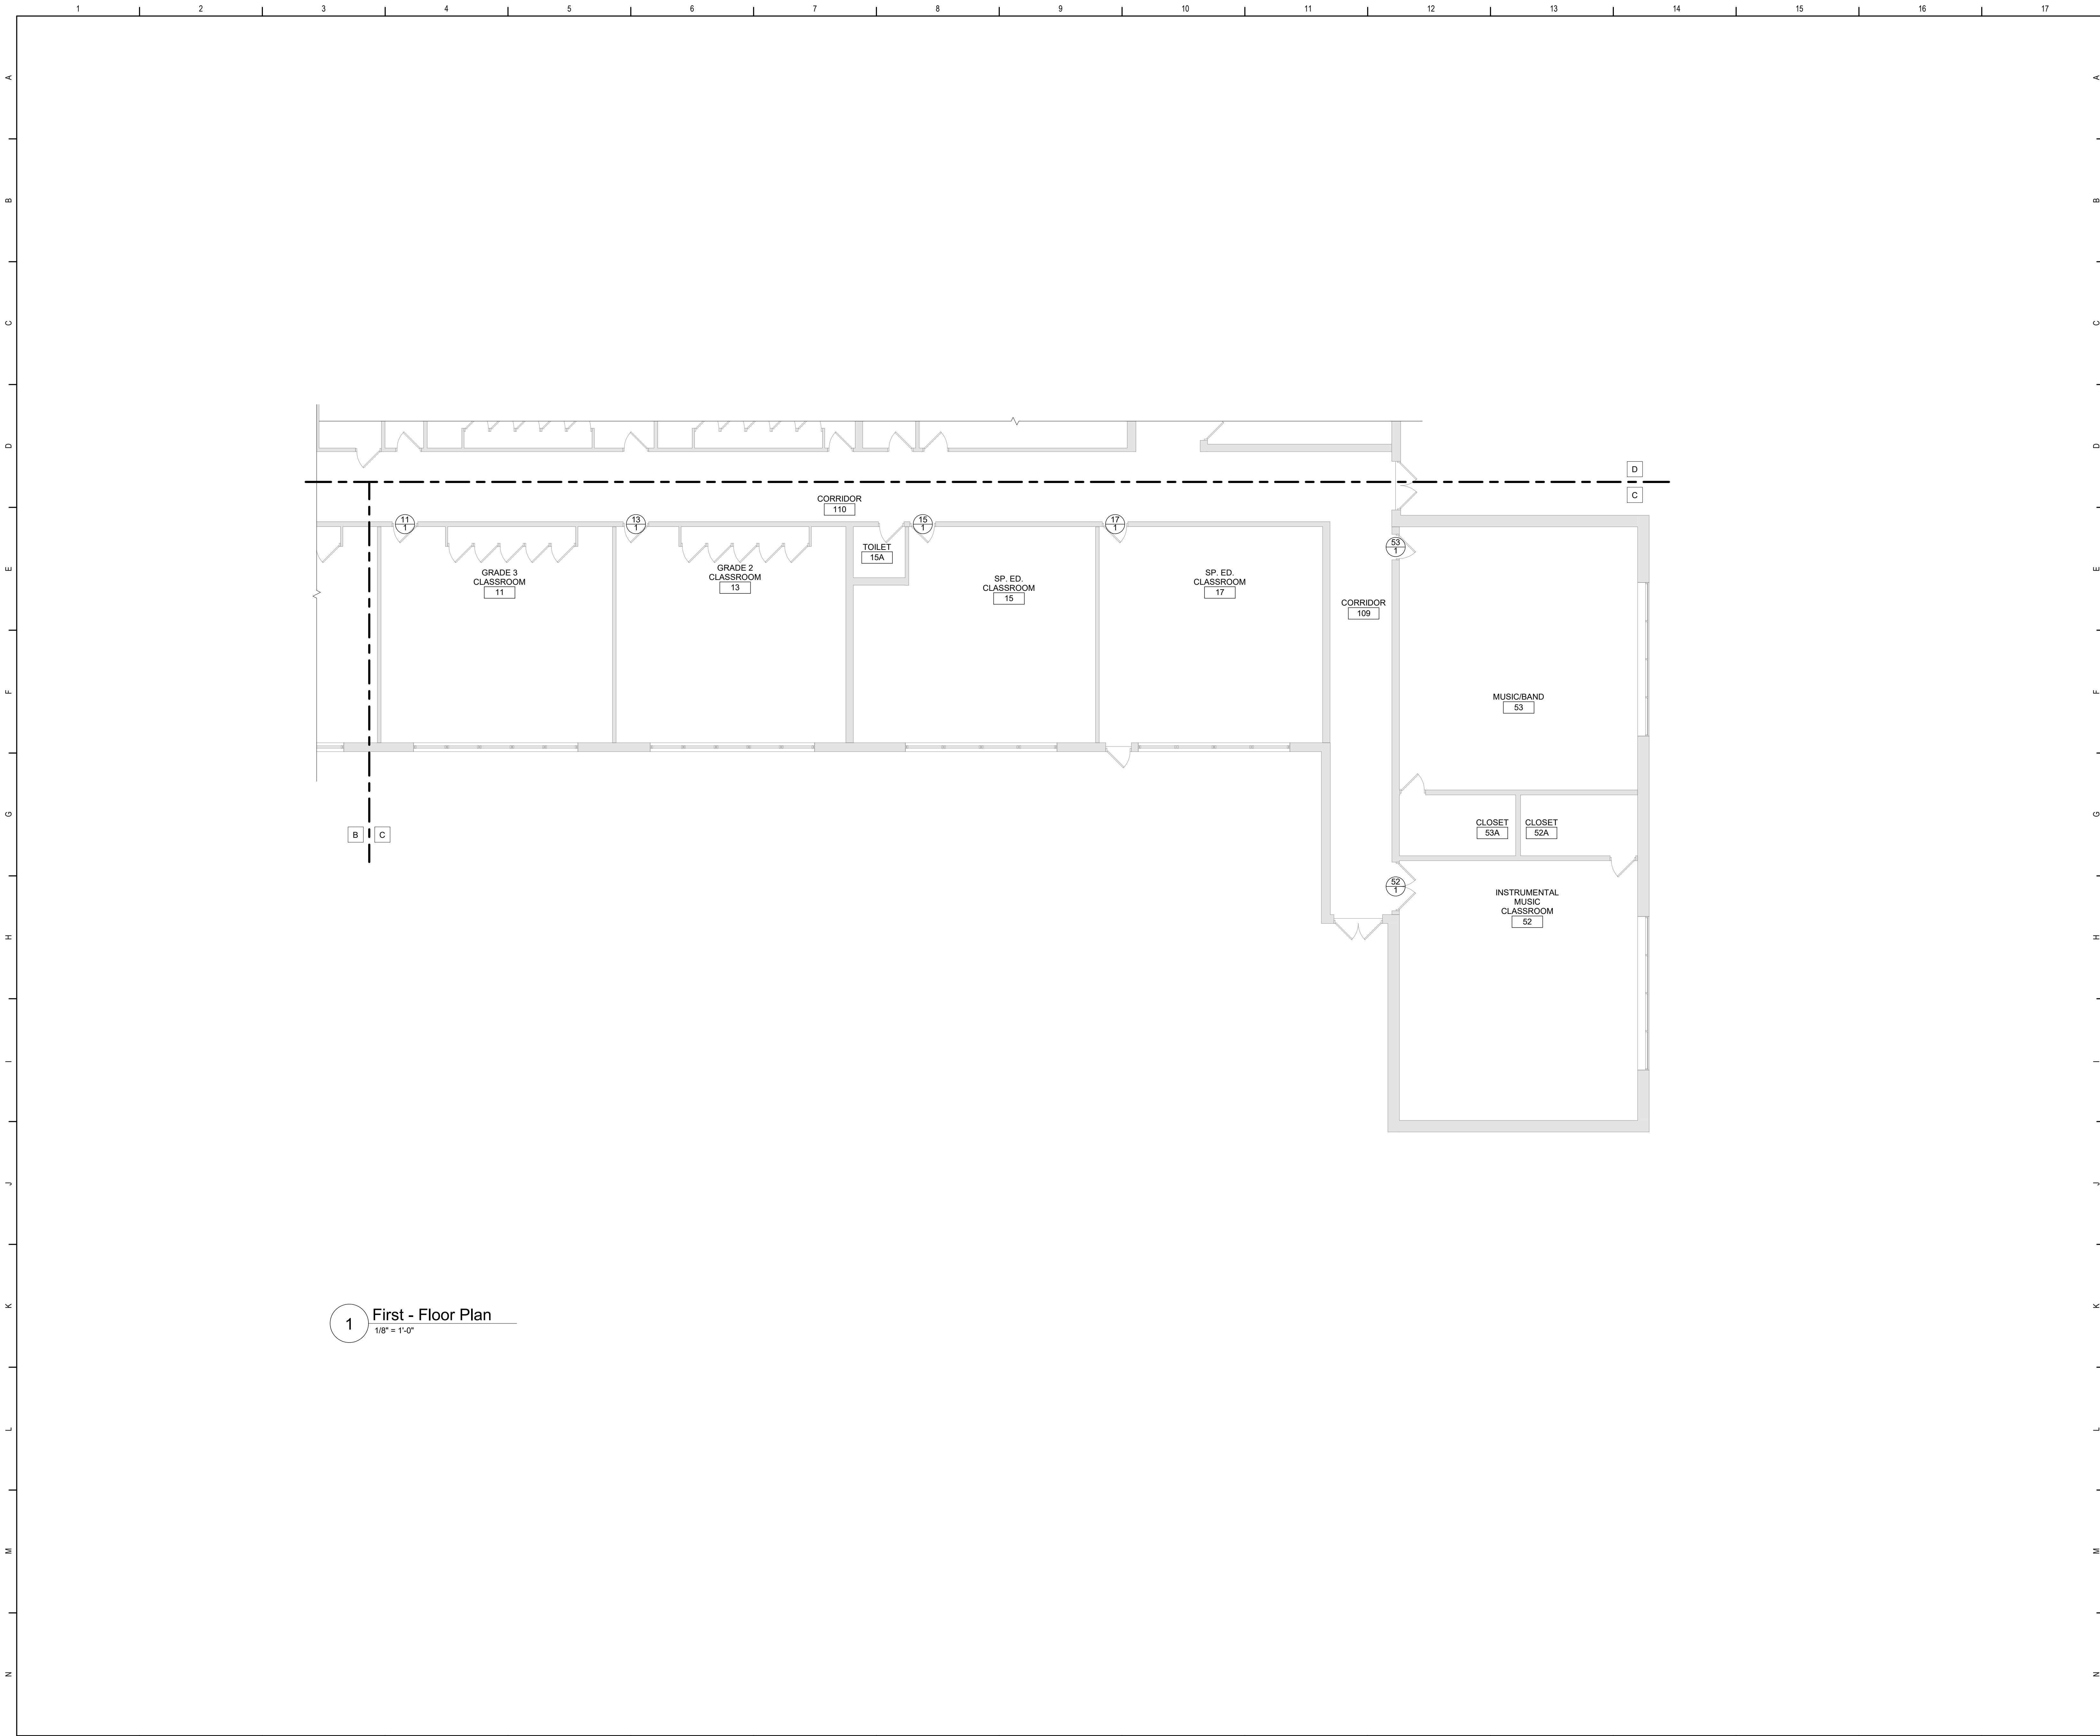 1 2 3 4 5 6 7 8 9 10 11 12 13 14 15 16 17
A A
B B
C C
D D
E E
F F
G G
H H
I I
J J
K K
L L
M M
N N
D
C
CORRIDOR
110
11
1
13
1
15
1
17
1
53
1
TOILET
15A
GRADE 3
CLASSROOM
11
GRADE 2
CLASSROOM
13
SP. ED.
CLASSROOM
15
SP. ED.
CLASSROOM
17
CORRIDOR
109
MUSIC/BAND
53
B C
CLOSET
53A
CLOSET
52A
52
1
INSTRUMENTAL
MUSIC
CLASSROOM
52
1
First - Floor Plan
1/8" = 1'-0"